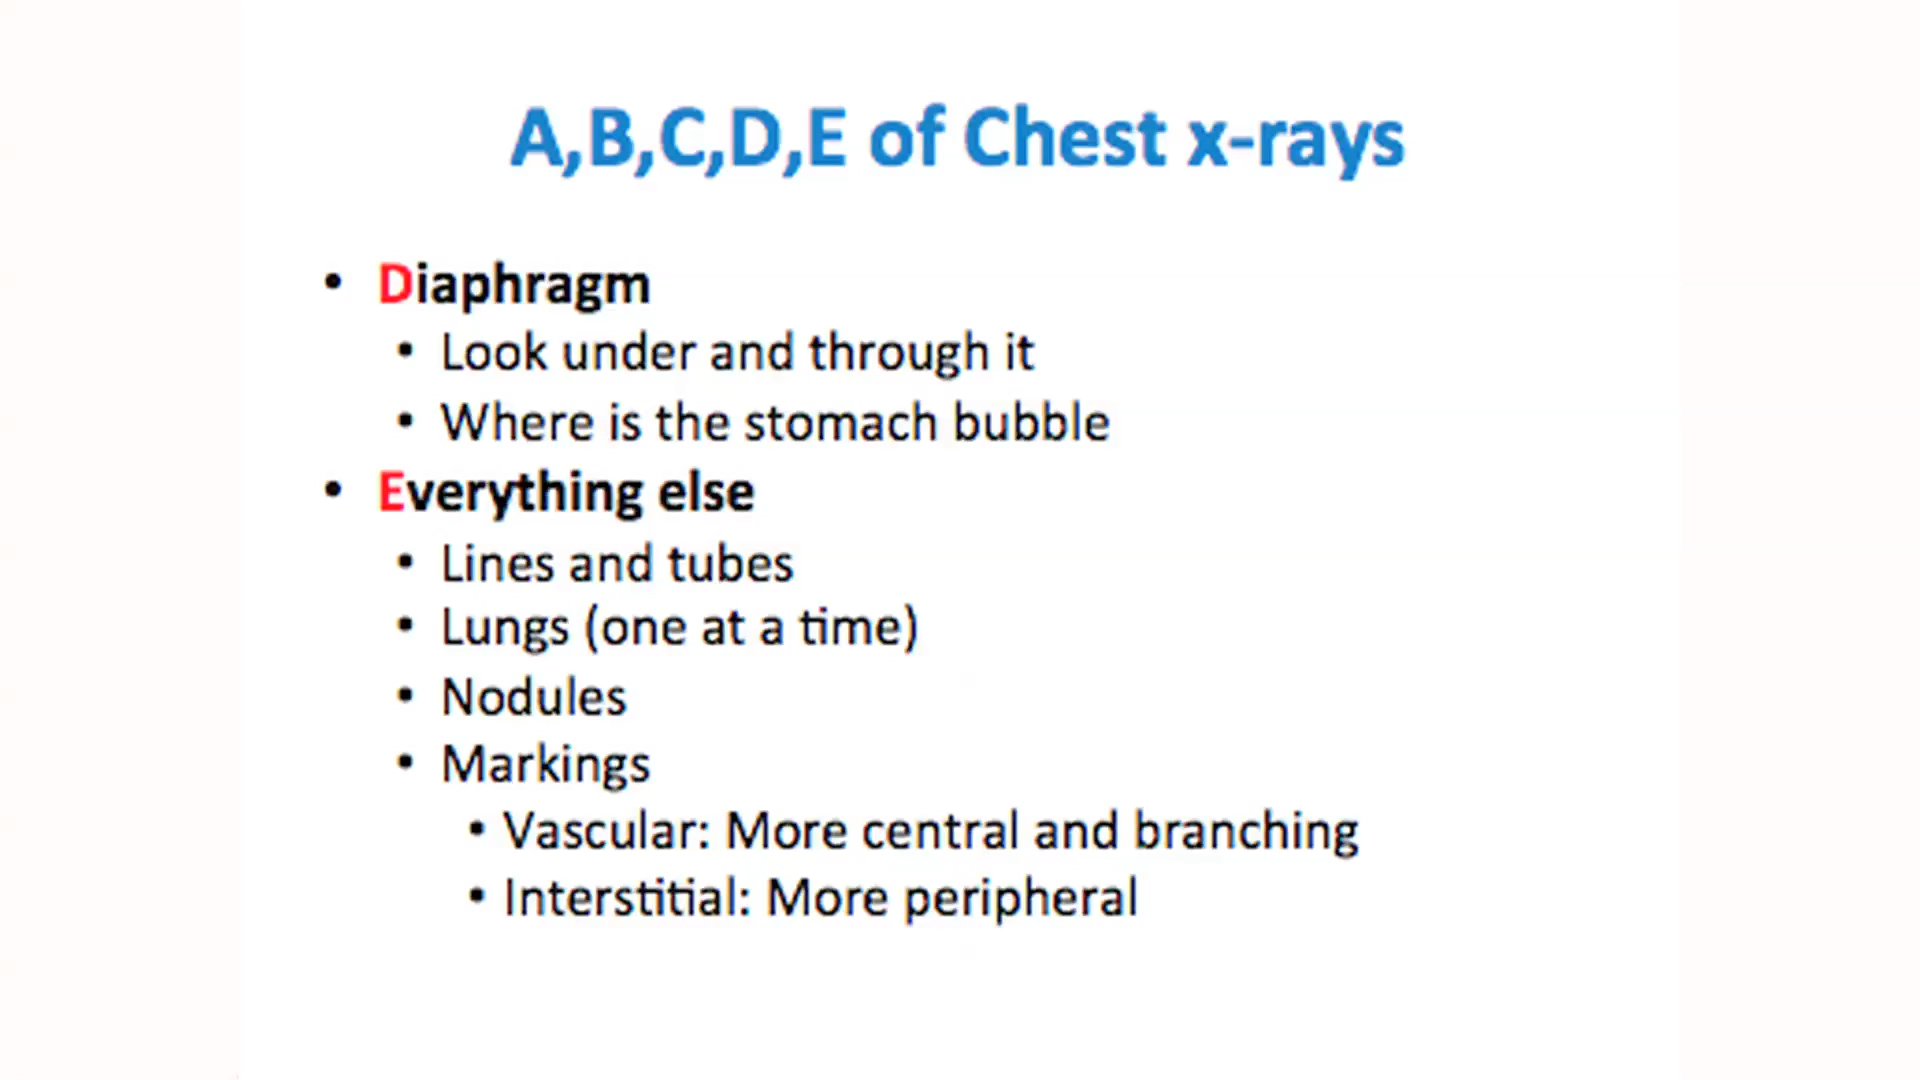 A,B,C,D,E of Chest x-rays
• Diaphragm
• Look under and through it
• Where is the stomach bubble
• Everything else
• Lines and tubes
• Lungs (one at a time)
• Nodules
• Markings
• Vascular: More central and branching
• Interstitial: More peripheral